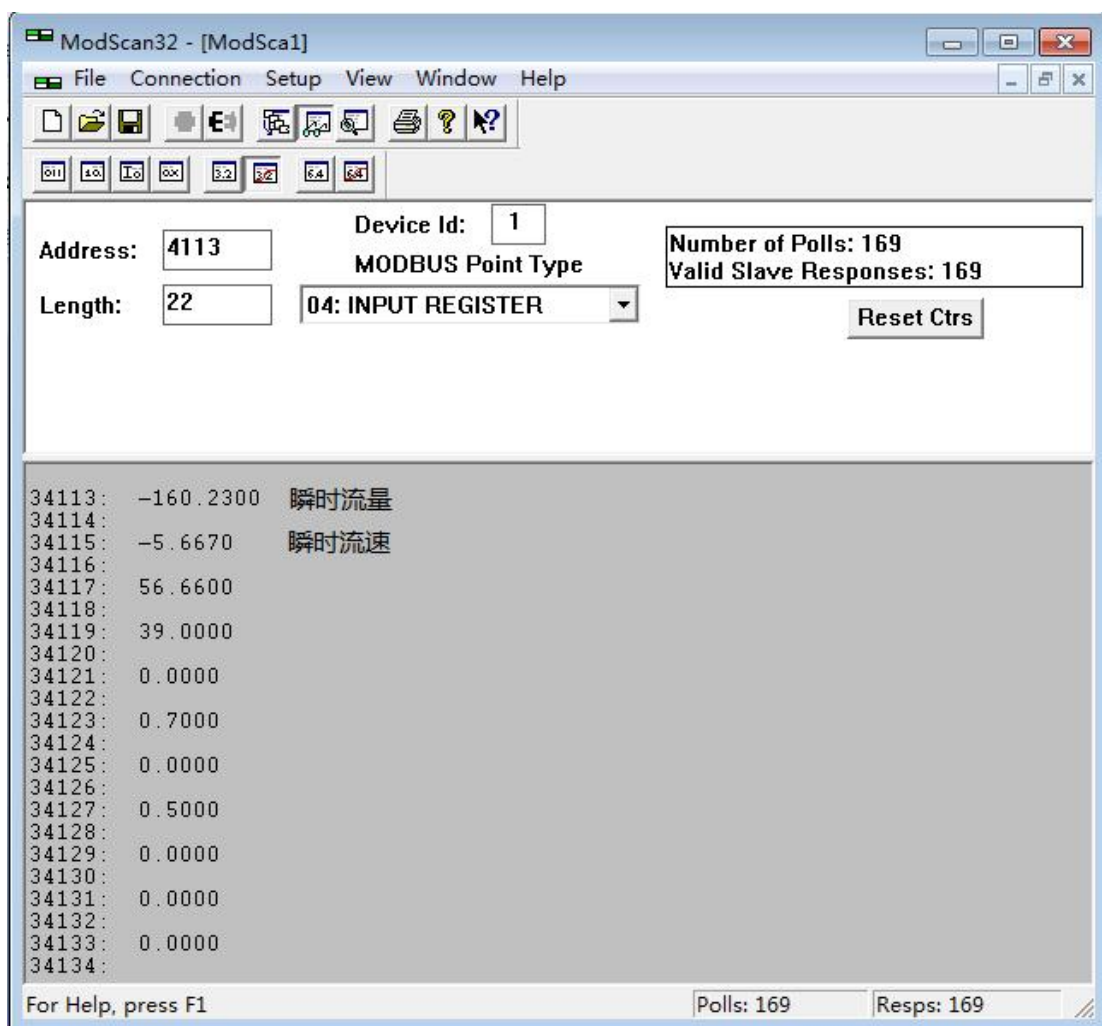 ModScan32 - [ModSca1]
File Connection Setup View Window Help
Device Id: 1
Address: 4113
MODBUS Point Type
Length: 22
04: INPUT REGISTER
Number of Polls: 169
Valid Slave Responses: 169
Reset Ctrs
34113: -160.2300 瞬时流量
34114:
34115: -5.6670 瞬时流速
34116:
34117: 56.6600
34118:
34119: 39.0000
34120:
34121: 0.0000
34122:
34123: 0.7000
34124:
34125: 0.0000
34126:
34127: 0.5000
34128:
34129: 0.0000
34130:
34131: 0.0000
34132:
34133: 0.0000
34134:
For Help, press F1
Polls: 169
Resps: 169